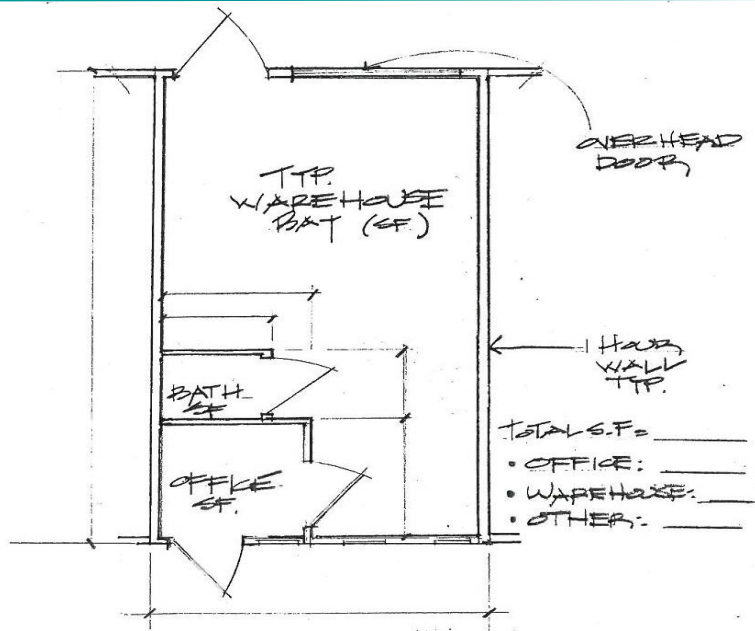 OVERHEAD
DOOR
TYP.
WAREHOUSE
BAY (SF.)
1 HOUR
WALL
TYP.
BATH
SF
OFFICE
SF.
TOTAL S.F=
• OFFICE:
• WAREHOUSE:
• OTHER: